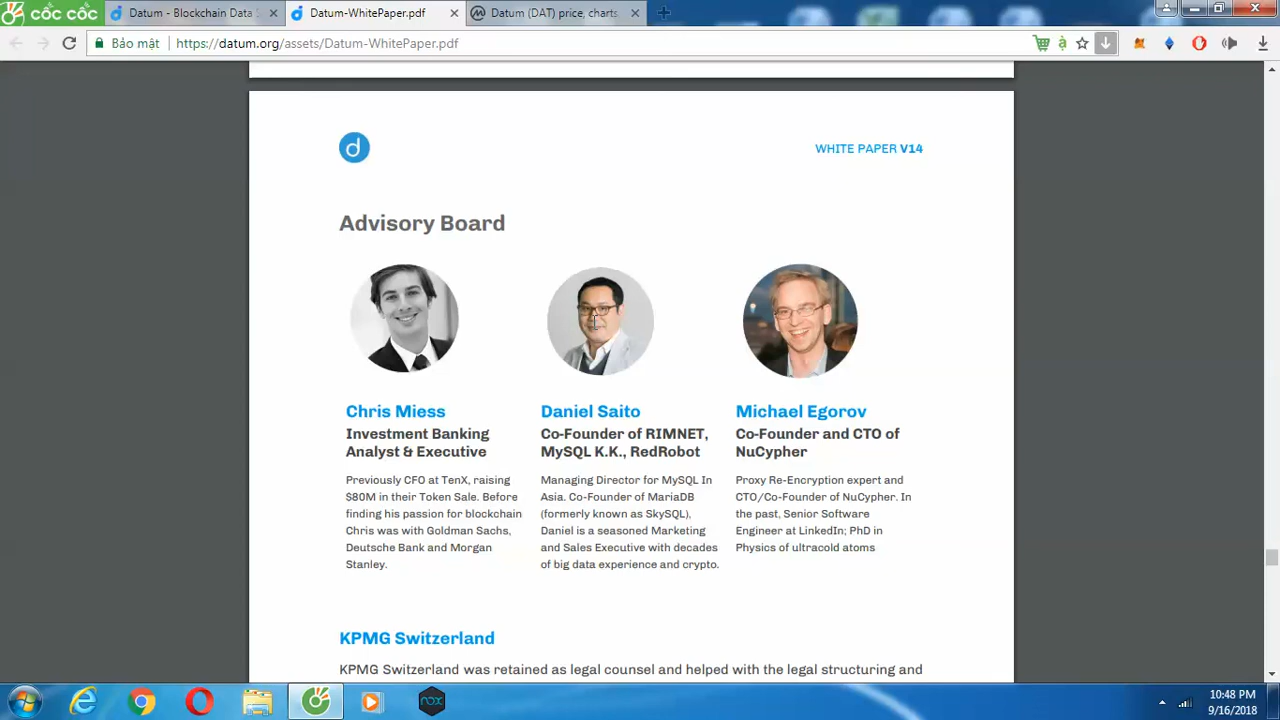 cốc cốc
Datum - Blockchain Data S
Datum-WhitePaper.pdf
Datum (DAT) price, charts,
Bảo mật
https://datum.org/assets/Datum-WhitePaper.pdf
WHITE PAPER V14
Advisory Board
Chris Miess
Investment Banking
Analyst & Executive
Previously CFO at TenX, raising
$80M in their Token Sale. Before
finding his passion for blockchain
Chris was with Goldman Sachs,
Deutsche Bank and Morgan
Stanley.
Daniel Saito
Co-Founder of RIMNET,
MySQL K.K., RedRobot
Managing Director for MySQL In
Asia. Co-Founder of MariaDB
(formerly known as SkySQL),
Daniel is a seasoned Marketing
and Sales Executive with decades
of big data experience and crypto.
Michael Egorov
Co-Founder and CTO of
NuCypher
Proxy Re-Encryption expert and
CTO/Co-Founder of NuCypher. In
the past, Senior Software
Engineer at LinkedIn; PhD in
Physics of ultracold atoms
KPMG Switzerland
KPMG Switzerland was retained as legal counsel and helped with the legal structuring and
nox
10:48 PM
9/16/2018